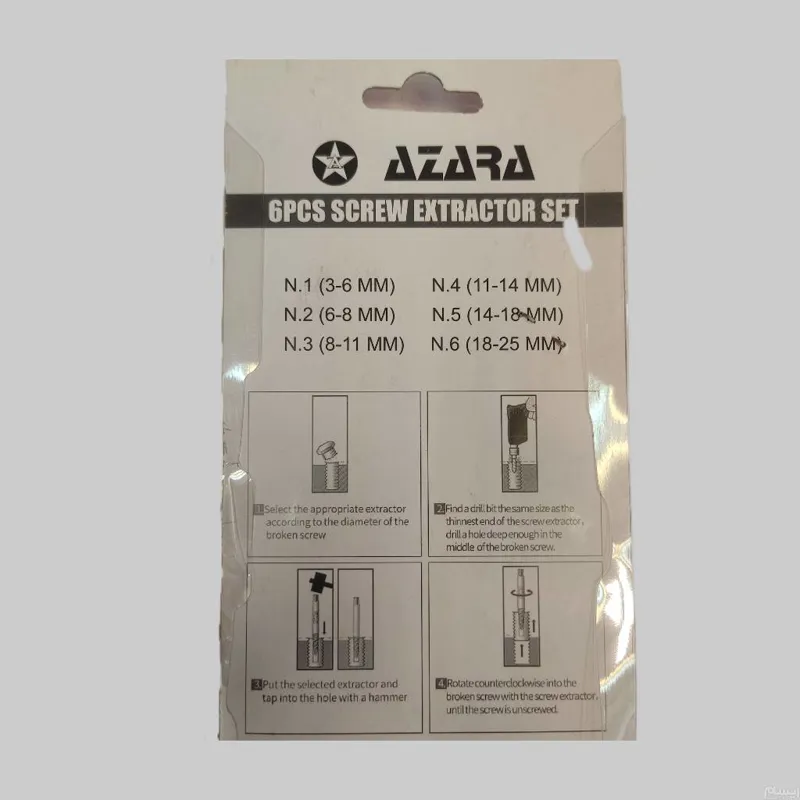 AZARA
6PCS SCREW EXTRACTOR SET
N.1 (3-6 MM)
N.2 (6-8 MM)
N.3 (8-11 MM)
N.4 (11-14 MM)
N.5 (14-18 MM)
N.6 (18-25 MM)
1 Select the appropriate extractor
according to the diameter of the
broken screw
2 Find a drill bit the same size as the
thinnest end of the screw extractor,
drill a hole deep enough in the
middle of the broken screw.
3 Put the selected extractor and
tap into the hole with a hammer
4 Rotate counterclockwise into the
broken screw with the screw extractor,
until the screw is unscrewed.